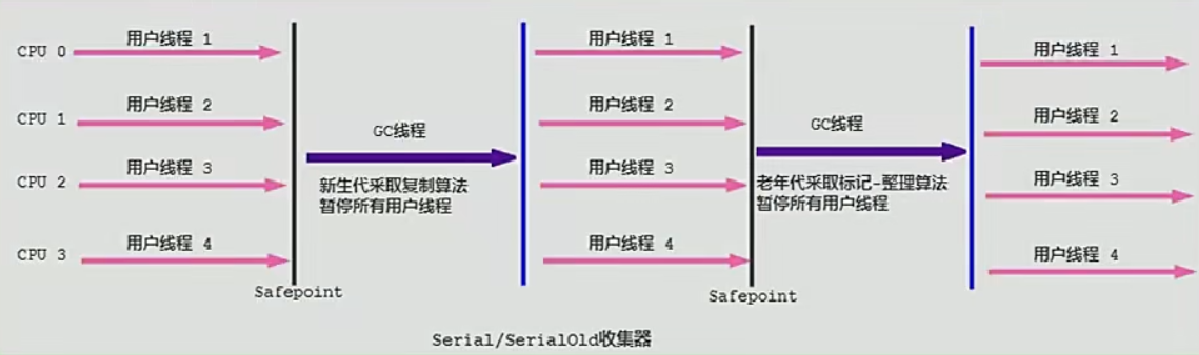 CPU 0
用户线程 1
用户线程 1
用户线程 1
CPU 1
用户线程 2
用户线程 2
用户线程 2
GC线程
GC线程
CPU 2
用户线程 3
用户线程 3
用户线程 3
新生代采取复制算法
暂停所有用户线程
老年代采取标记-整理算法
暂停所有用户线程
CPU 3
用户线程 4
用户线程 4
用户线程 4
Safepoint
Safepoint
Serial/SerialOld收集器